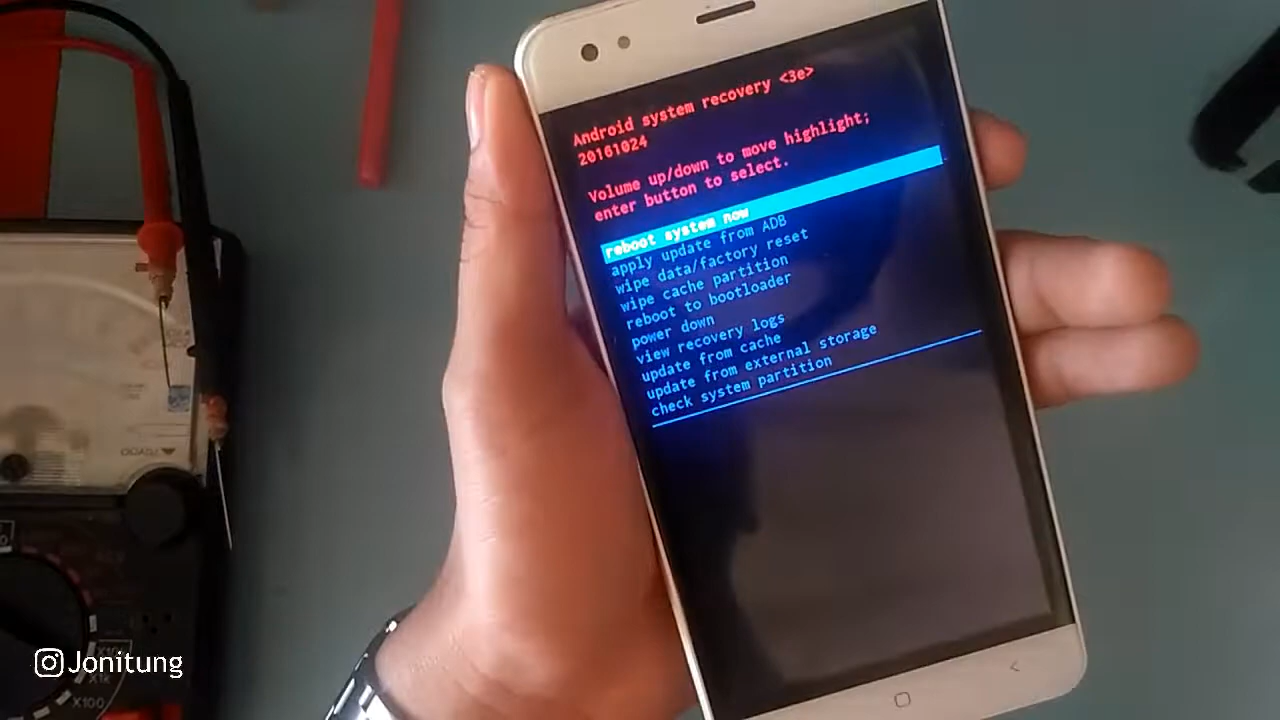 Android system recovery <3e>
20161024
Volume up/down to move highlight;
enter button to select.
reboot system now
apply update from ADB
wipe data/factory reset
wipe cache partition
reboot to bootloader
power down
view recovery logs
update from cache
update from external storage
check system partition
X1k
X100
Jonitung